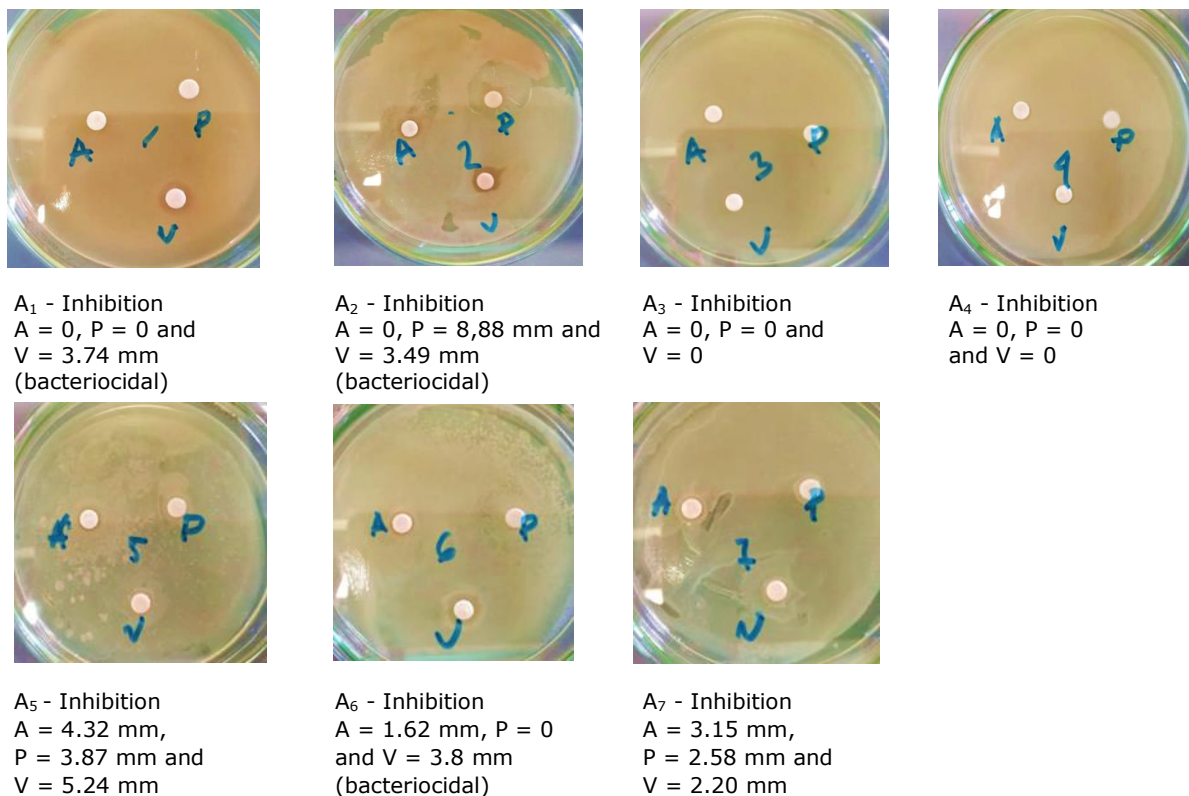 A
1
P
V
A
2
P
V
A
3
P
V
A
4
P
V
A₁ - Inhibition
A = 0, P = 0 and
V = 3.74 mm
(bacteriocidal)
A₂ - Inhibition
A = 0, P = 8,88 mm and
V = 3.49 mm
(bacteriocidal)
A₃ - Inhibition
A = 0, P = 0 and
V = 0
A₄ - Inhibition
A = 0, P = 0
and V = 0
A
5
P
V
A
6
P
V
A
7
P
V
A₅ - Inhibition
A = 4.32 mm,
P = 3.87 mm and
V = 5.24 mm
A₆ - Inhibition
A = 1.62 mm, P = 0
and V = 3.8 mm
(bacteriocidal)
A₇ - Inhibition
A = 3.15 mm,
P = 2.58 mm and
V = 2.20 mm